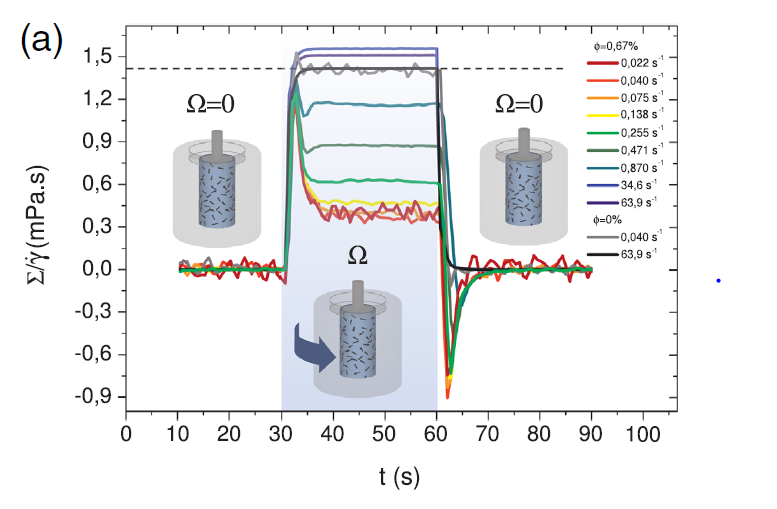 (a)
1,5
1,2
0,9
0,6
0,3
0,0
-0,3
-0,6
-0,9
Σ/γ̇ (mPa.s)
Ω=0
Ω
Ω=0
ϕ=0,67%
0,022 s⁻¹
0,040 s⁻¹
0,075 s⁻¹
0,138 s⁻¹
0,255 s⁻¹
0,471 s⁻¹
0,870 s⁻¹
34,6 s⁻¹
63,9 s⁻¹
ϕ=0%
0,040 s⁻¹
63,9 s⁻¹
0 10 20 30 40 50 60 70 80 90 100
t (s)